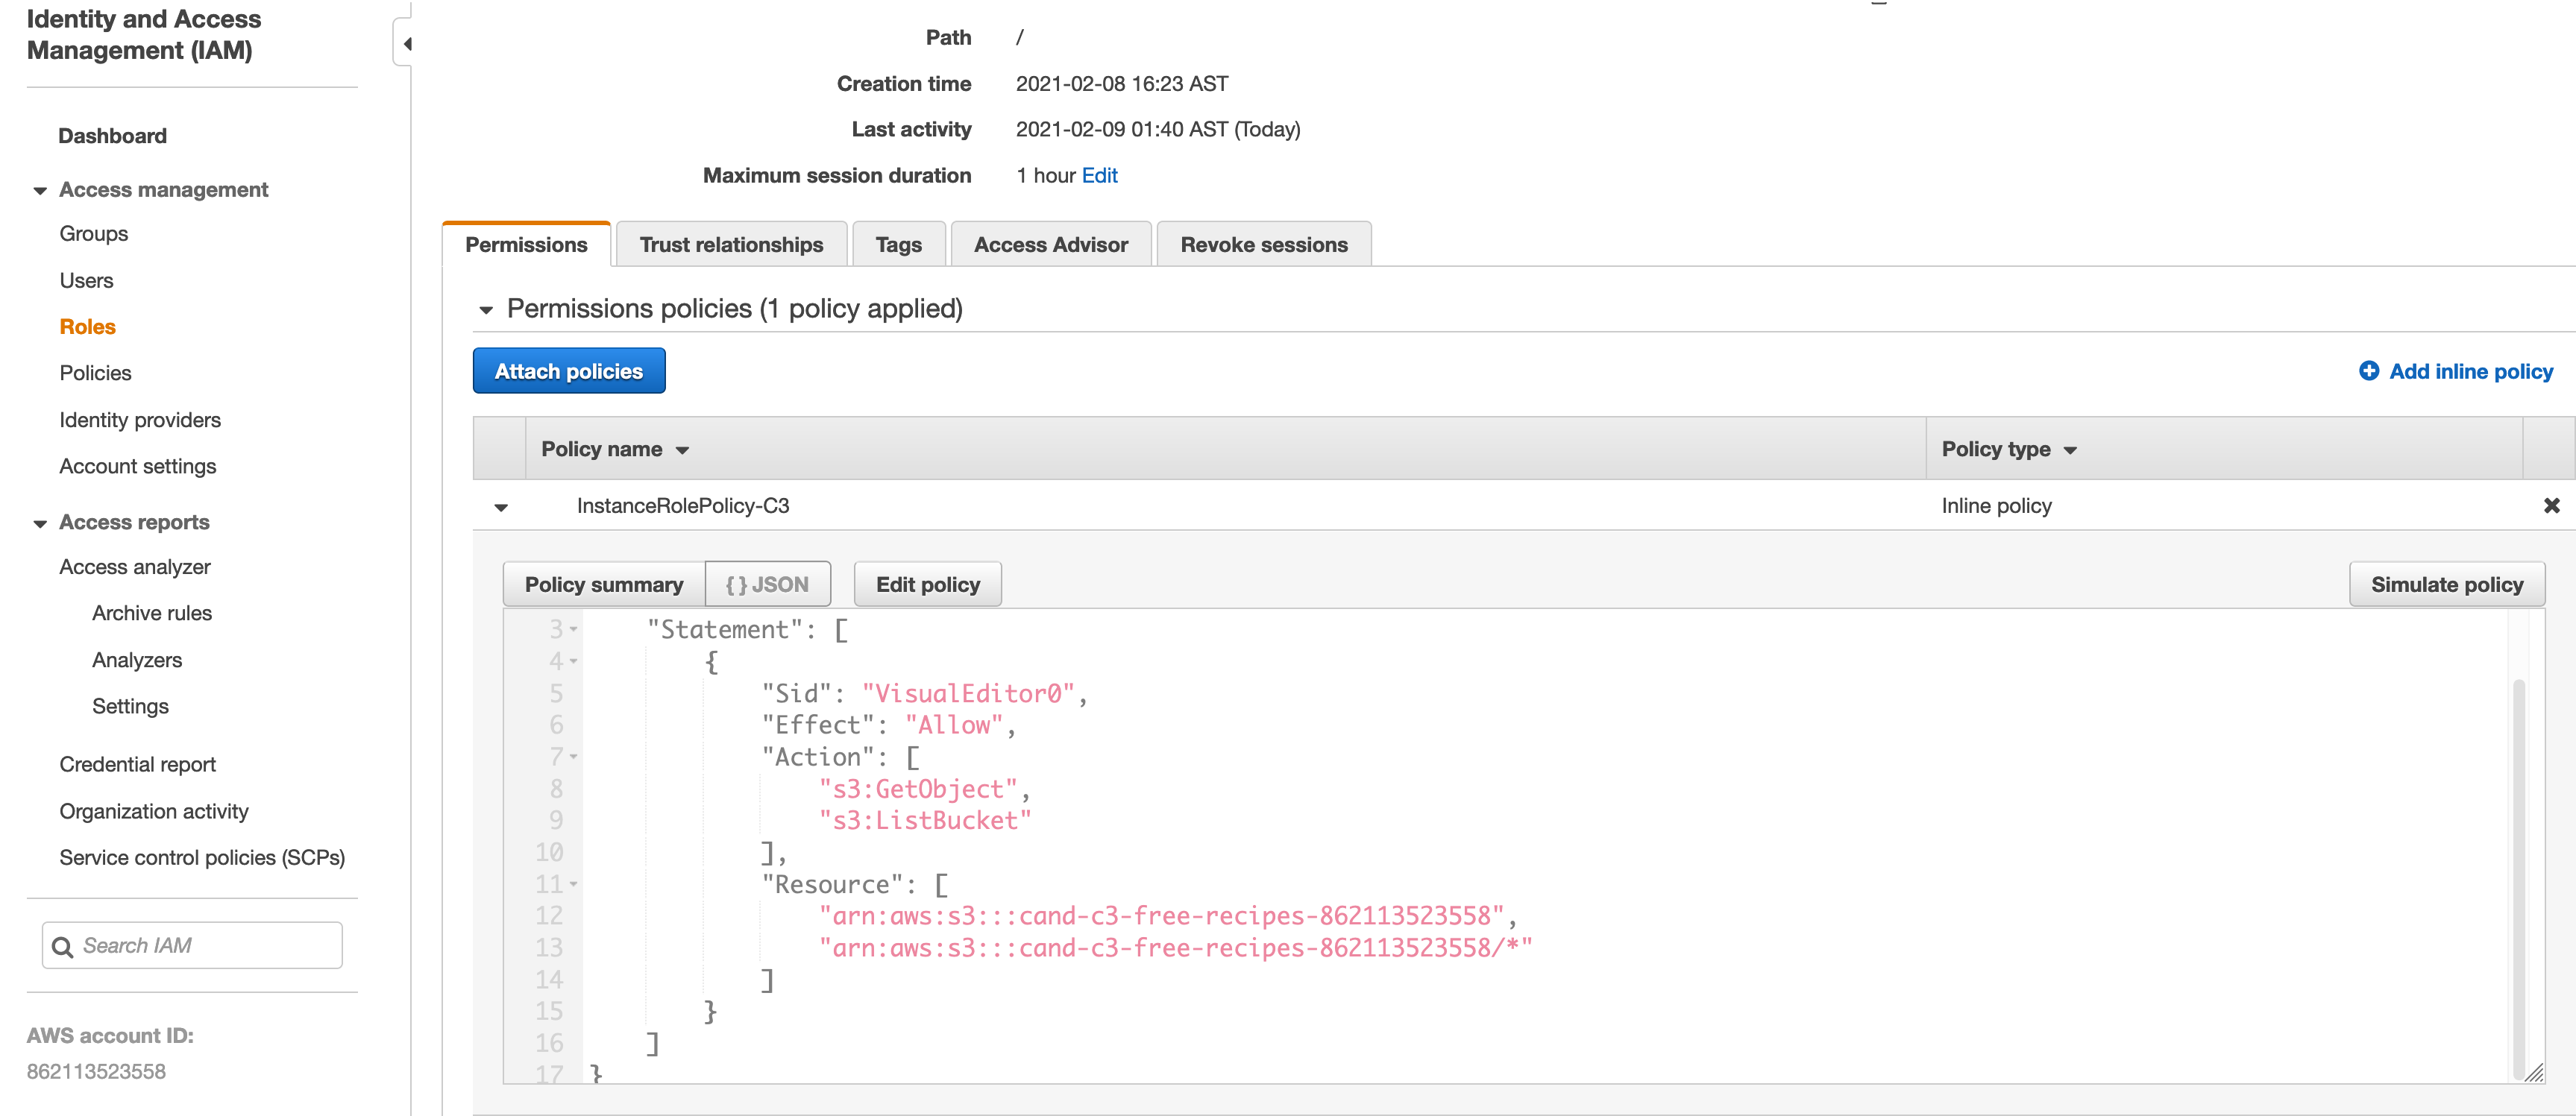 Identity and Access
Management (IAM)
Dashboard
Access management
Groups
Users
Roles
Policies
Identity providers
Account settings
Access reports
Access analyzer
Archive rules
Analyzers
Settings
Credential report
Organization activity
Service control policies (SCPs)
Search IAM
AWS account ID:
862113523558
Path /
Creation time 2021-02-08 16:23 AST
Last activity 2021-02-09 01:40 AST (Today)
Maximum session duration 1 hour Edit
Permissions Trust relationships Tags Access Advisor Revoke sessions
Permissions policies (1 policy applied)
Attach policies Add inline policy
Policy name Policy type
InstanceRolePolicy-C3 Inline policy
Policy summary {} JSON Edit policy Simulate policy
3 "Statement": [
4 {
5 "Sid": "VisualEditor0",
6 "Effect": "Allow",
7 "Action": [
8 "s3:GetObject",
9 "s3:ListBucket"
10 ],
11 "Resource": [
12 "arn:aws:s3:::cand-c3-free-recipes-862113523558",
13 "arn:aws:s3:::cand-c3-free-recipes-862113523558/*"
14 ]
15 }
16 ]
17 }